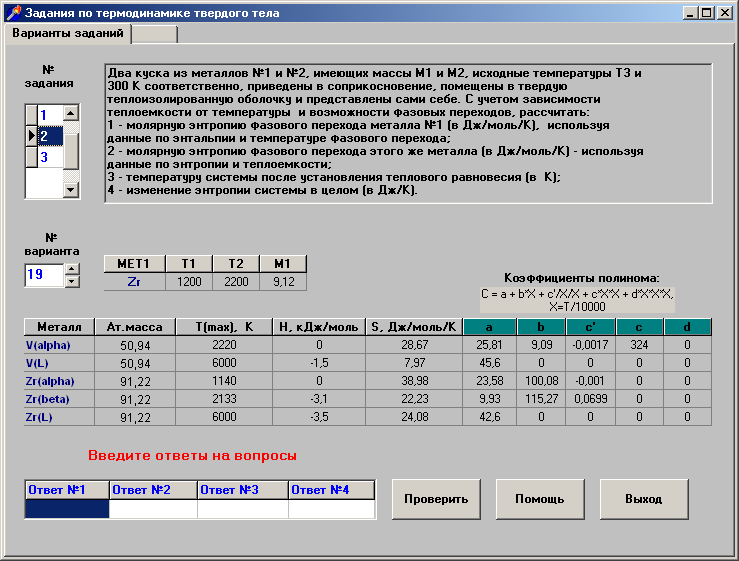 Задания по термодинамике твердого тела
Варианты заданий
№
задания
1
2
3
Два куска из металлов №1 и №2, имеющих массы M1 и M2, исходные температуры T3 и
300 К соответственно, приведены в соприкосновение, помещены в твердую
теплоизолированную оболочку и представлены сами себе. С учетом зависимости
теплоемкости от температуры и возможности фазовых переходов, рассчитать:
1 - молярную энтропию фазового перехода металла №1 (в Дж/моль/К), используя
данные по энтальпии и температуре фазового перехода;
2 - молярную энтропию фазового перехода этого же металла (в Дж/моль/К) - используя
данные по энтропии и теплоемкости;
3 - температуру системы после установления теплового равновесия (в К);
4 - изменение энтропии системы в целом (в Дж/К).
№
варианта
19
МЕТ1 T1 T2 M1
Zr 1200 2200 9,12
Коэффициенты полинома:
C = a + b*X + c'/X/X + c*X*X + d*X*X*X,
X=T/10000
Металл Ат.масса T(max), К H, кДж/моль S, Дж/моль/К a b c' c d
V(alpha) 50,94 2220 0 28,67 25,81 9,09 -0,0017 324 0
V(L) 50,94 6000 -1,5 7,97 45,6 0 0 0 0
Zr(alpha) 91,22 1140 0 38,98 23,58 100,08 -0,001 0 0
Zr(beta) 91,22 2133 -3,1 22,23 9,93 115,27 0,0699 0 0
Zr(L) 91,22 6000 -3,5 24,08 42,6 0 0 0 0
Введите ответы на вопросы
Ответ №1 Ответ №2 Ответ №3 Ответ №4
Проверить Помощь Выход